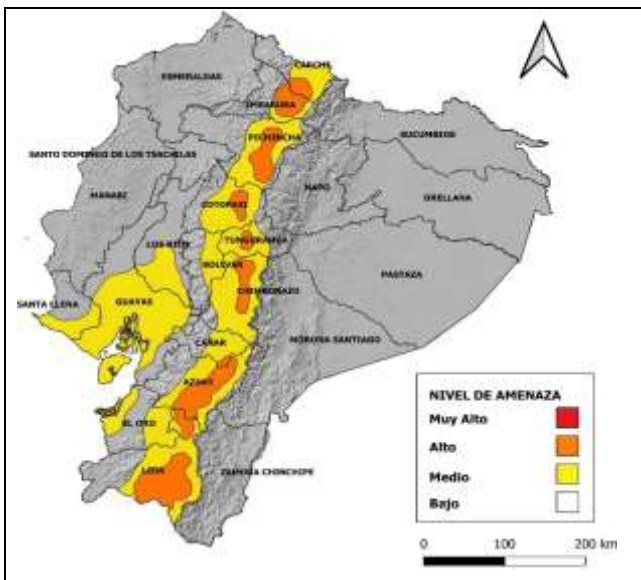 CARCHI
ESMERALDAS
IMBABURA
PICHINCHA
SUCUMBIOS
SANTO DOMINGO DE LOS TSACHILAS
NAPO
ORELLANA
MANABI
COTOPAXI
TUNGURAHUA
LOS RIOS
BOLIVAR
PASTAZA
SANTA ELENA
GUAYAS
CHIMBORAZO
MORONA SANTIAGO
CAÑAR
AZUAY
EL ORO
LOJA
ZAMORA CHINCHIPE
NIVEL DE AMENAZA
Muy Alto
Alto
Medio
Bajo
0 100 200 km